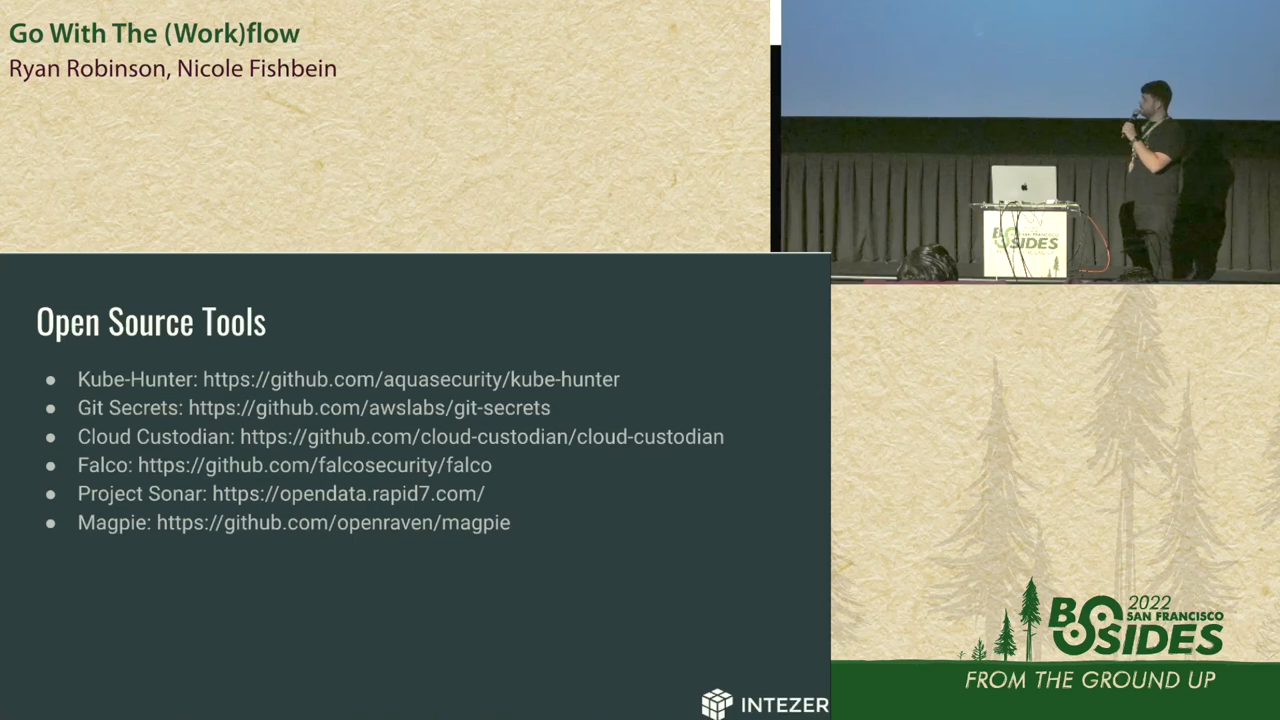 Go With The (Work)flow
Ryan Robinson, Nicole Fishbein
Open Source Tools
● Kube-Hunter: https://github.com/aquasecurity/kube-hunter
● Git Secrets: https://github.com/awslabs/git-secrets
● Cloud Custodian: https://github.com/cloud-custodian/cloud-custodian
● Falco: https://github.com/falcosecurity/falco
● Project Sonar: https://opendata.rapid7.com/
● Magpie: https://github.com/openraven/magpie
INTEZER
BSIDES
SAN FRANCISCO
2022
SAN FRANCISCO
BSIDES
FROM THE GROUND UP